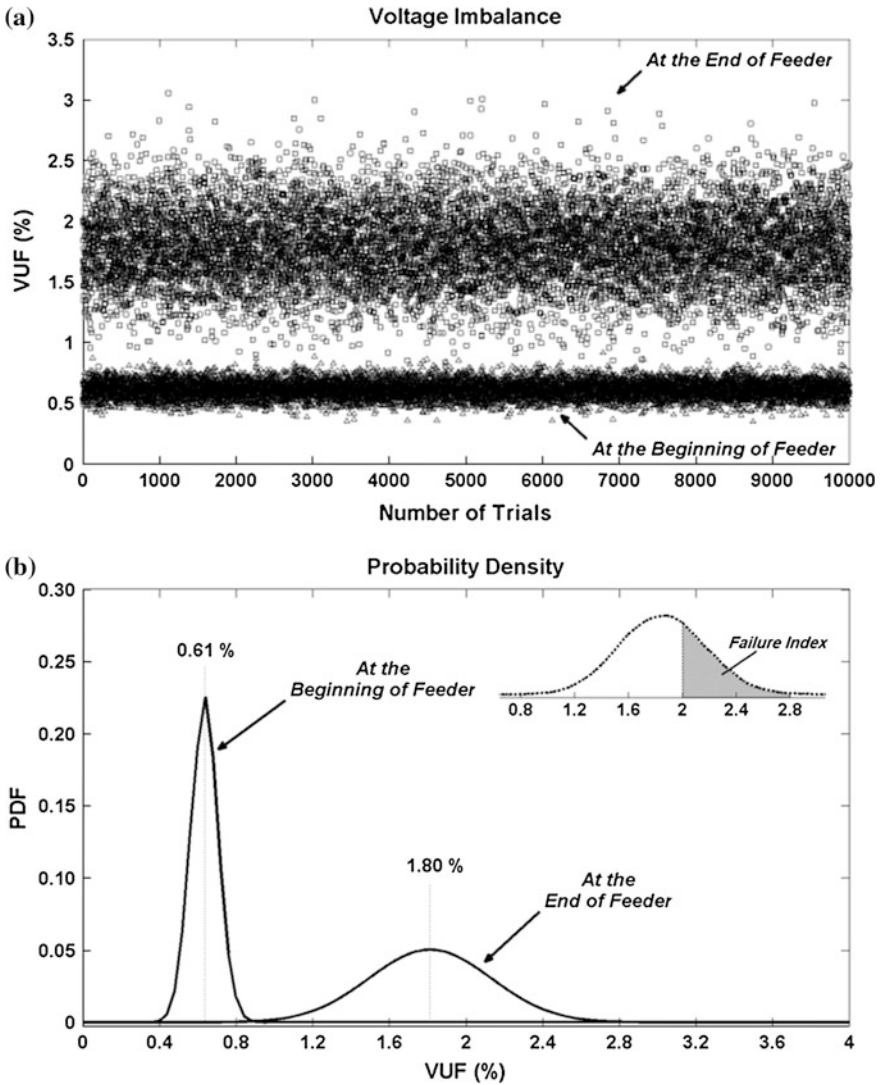 (a)
Voltage Imbalance
3.5
3
2.5
2
1.5
1
0.5
0
VUF (%)
At the End of Feeder
At the Beginning of Feeder
0 1000 2000 3000 4000 5000 6000 7000 8000 9000 10000
Number of Trials
(b)
Probability Density
0.30
0.25
0.20
0.15
0.10
0.05
0
PDF
0.61 %
At the
Beginning of Feeder
1.80 %
At the
End of Feeder
Failure Index
0.8 1.2 1.6 2 2.4 2.8
0 0.4 0.8 1.2 1.6 2 2.4 2.8 3.2 3.6 4
VUF (%)